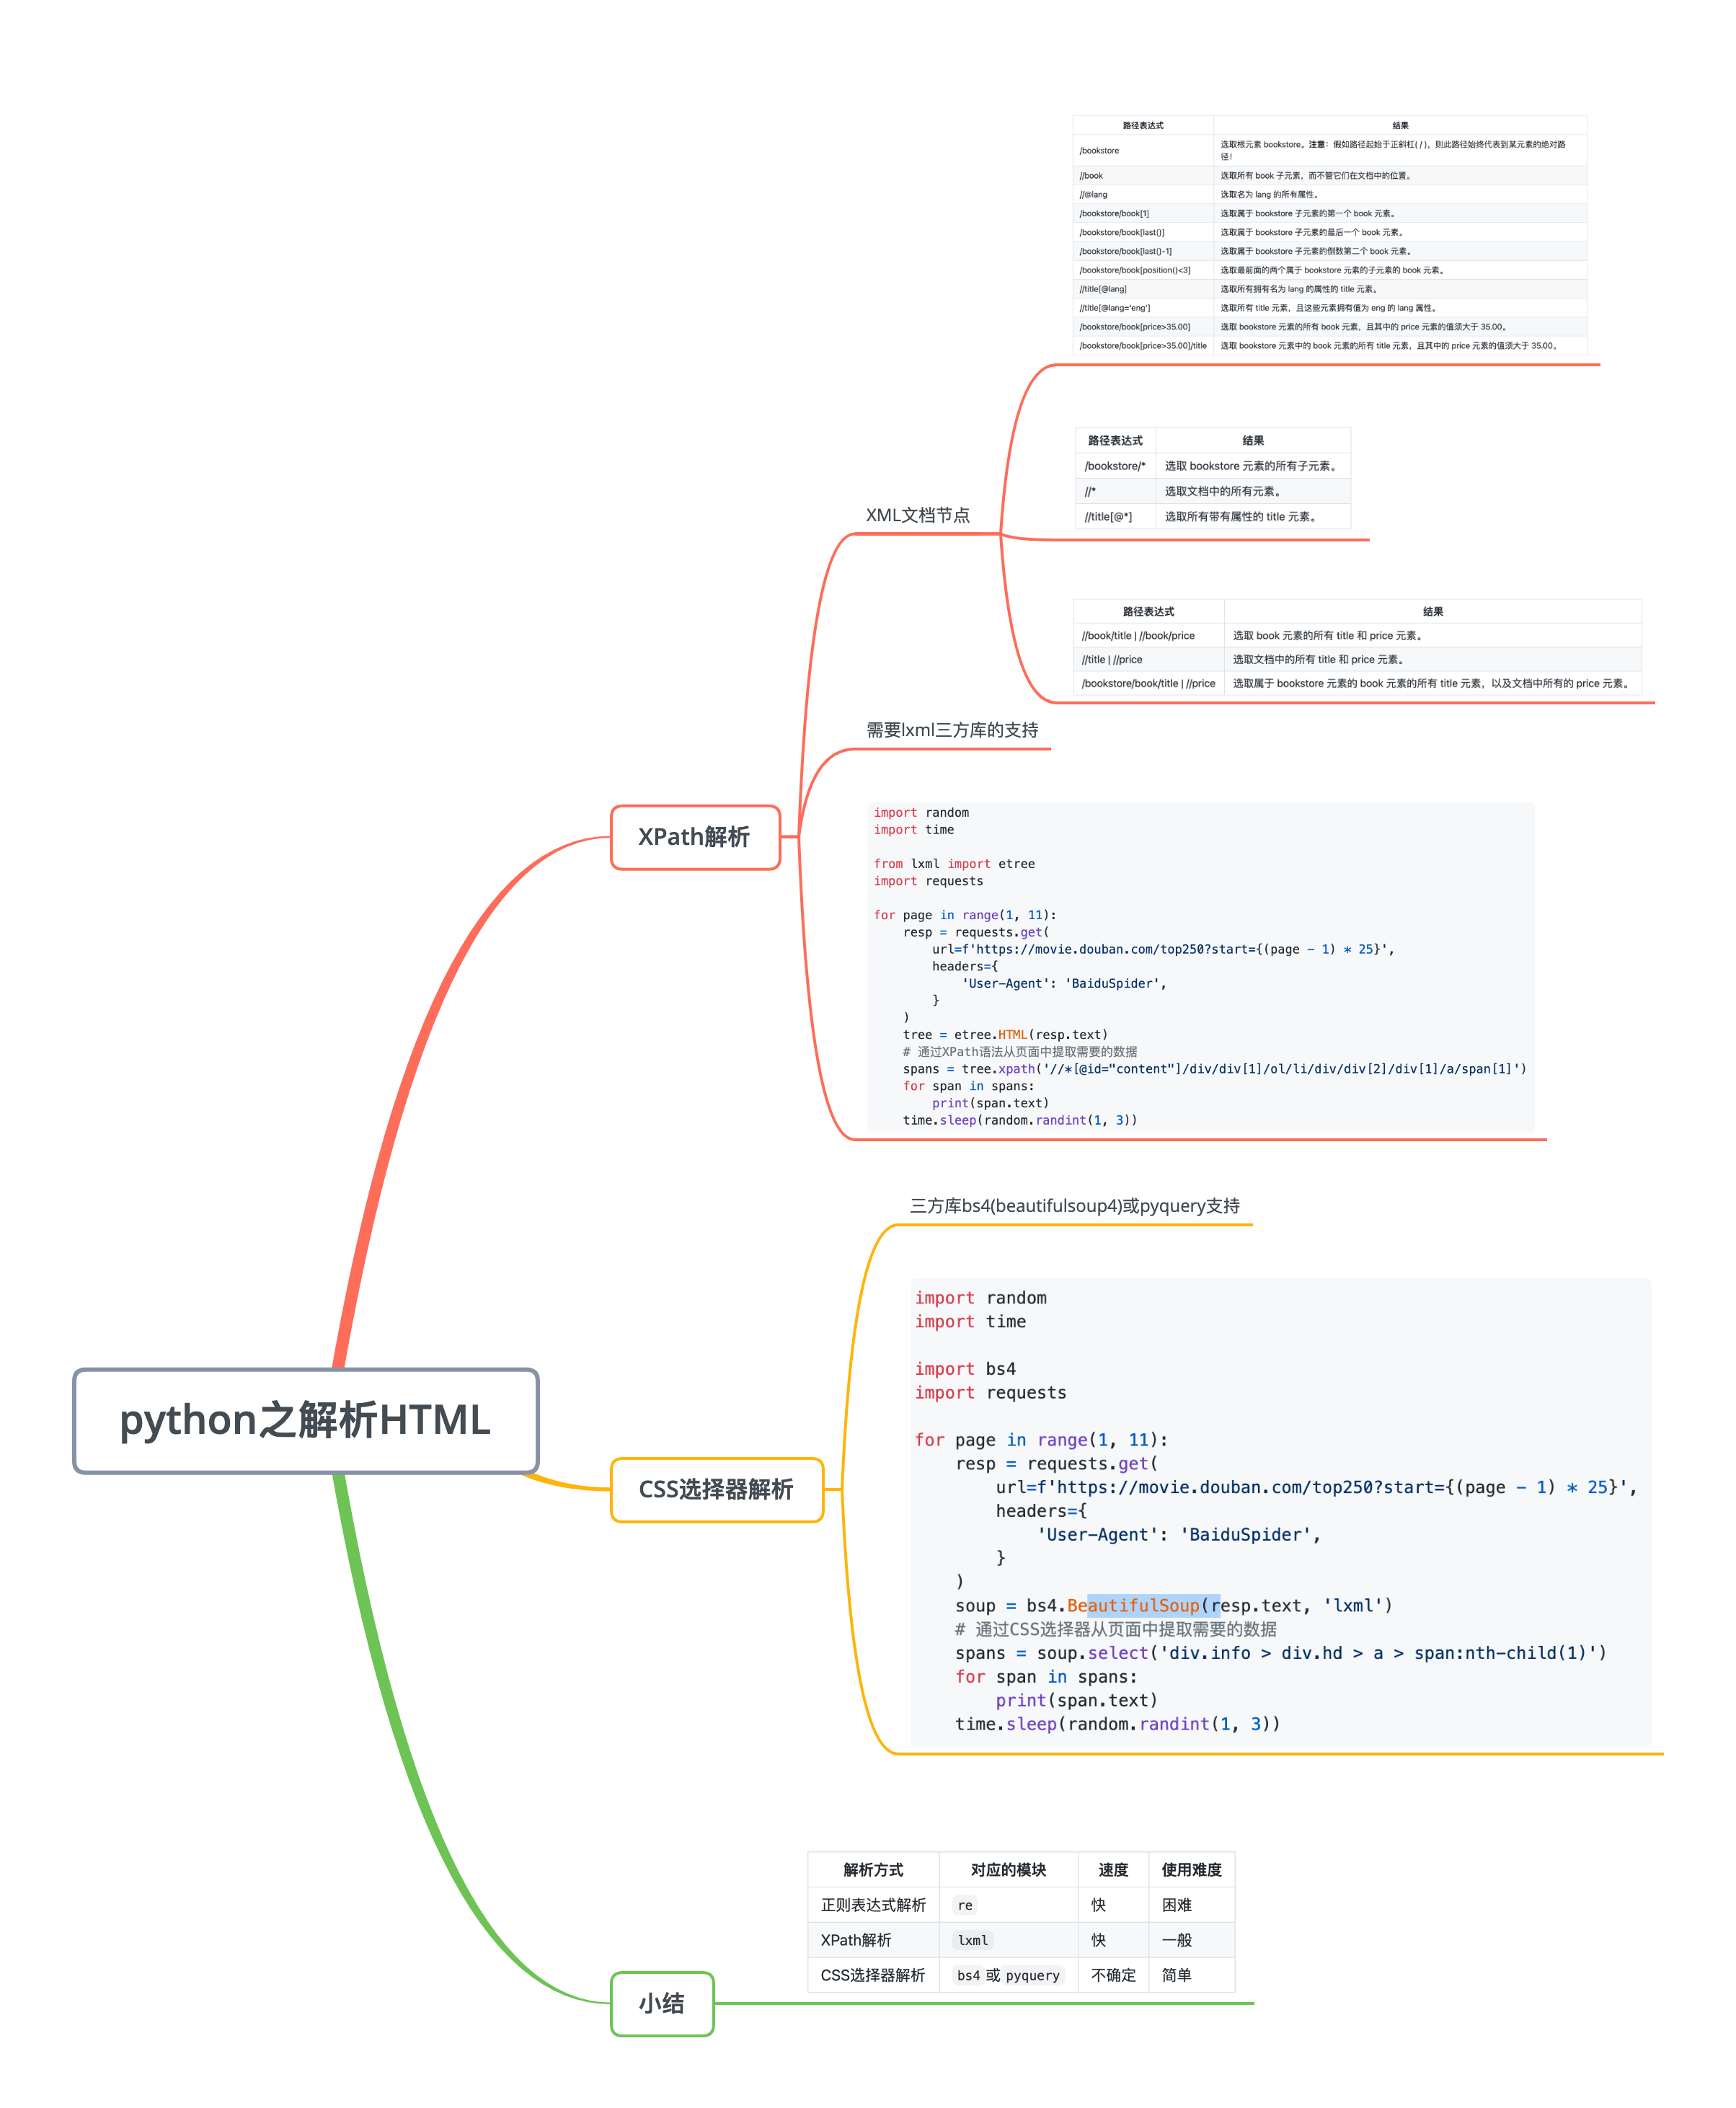 路径表达式 结果
/bookstore 选取根元素 bookstore。注意：假如路径起始于正斜杠( / )，则此路径始终代表到某元素的绝对路
径！
//book 选取所有 book 子元素，而不管它们在文档中的位置。
//@lang 选取名为 lang 的所有属性。
/bookstore/book[1] 选取属于 bookstore 子元素的第一个 book 元素。
/bookstore/book[last()] 选取属于 bookstore 子元素的最后一个 book 元素。
/bookstore/book[last()-1] 选取属于 bookstore 子元素的倒数第二个 book 元素。
/bookstore/book[position()<3] 选取最前面的两个属于 bookstore 元素的子元素的 book 元素。
//title[@lang] 选取所有拥有名为 lang 的属性的 title 元素。
//title[@lang='eng'] 选取所有 title 元素，且这些元素拥有值为 eng 的 lang 属性。
/bookstore/book[price>35.00] 选取 bookstore 元素的所有 book 元素，且其中的 price 元素的值须大于 35.00。
/bookstore/book[price>35.00]/title 选取 bookstore 元素中的 book 元素的所有 title 元素，且其中的 price 元素的值须大于 35.00。
路径表达式 结果
/bookstore/* 选取 bookstore 元素的所有子元素。
//* 选取文档中的所有元素。
//title[@*] 选取所有带有属性的 title 元素。
XML文档节点
路径表达式 结果
//book/title | //book/price 选取 book 元素的所有 title 和 price 元素。
//title | //price 选取文档中的所有 title 和 price 元素。
/bookstore/book/title | //price 选取属于 bookstore 元素的 book 元素的所有 title 元素，以及文档中所有的 price 元素。
需要lxml三方库的支持
XPath解析
import random
import time
from lxml import etree
import requests
for page in range(1, 11):
    resp = requests.get(
        url=f'https://movie.douban.com/top250?start={(page - 1) * 25}',
        headers={
            'User-Agent': 'BaiduSpider',
        }
    )
    tree = etree.HTML(resp.text)
    # 通过XPath语法从页面中提取需要的数据
    spans = tree.xpath('//*[@id="content"]/div/div[1]/ol/li/div/div[2]/div[1]/a/span[1]')
    for span in spans:
        print(span.text)
    time.sleep(random.randint(1, 3))
三方库bs4(beautifulsoup4)或pyquery支持
python之解析HTML
CSS选择器解析
import random
import time
import bs4
import requests
for page in range(1, 11):
    resp = requests.get(
        url=f'https://movie.douban.com/top250?start={(page - 1) * 25}',
        headers={
            'User-Agent': 'BaiduSpider',
        }
    )
    soup = bs4.BeautifulSoup(resp.text, 'lxml')
    # 通过CSS选择器从页面中提取需要的数据
    spans = soup.select('div.info > div.hd > a > span:nth-child(1)')
    for span in spans:
        print(span.text)
    time.sleep(random.randint(1, 3))
小结
解析方式 对应的模块 速度 使用难度
正则表达式解析 re 快 困难
XPath解析 lxml 快 一般
CSS选择器解析 bs4或pyquery 不确定 简单